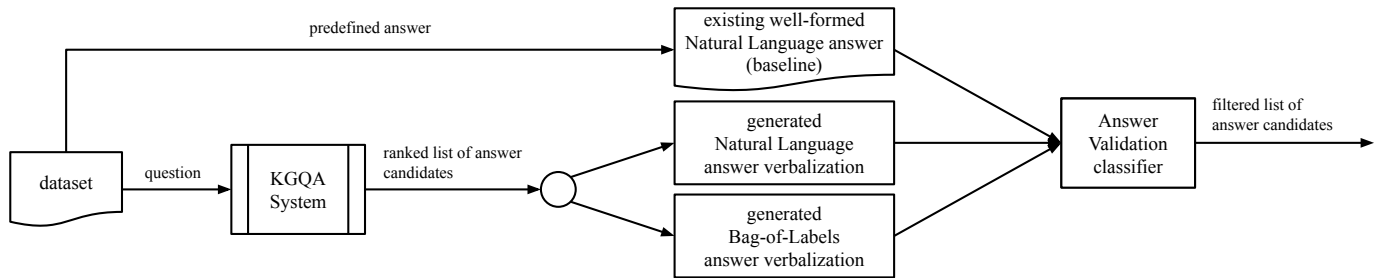 predefined answer
existing well-formed
Natural Language answer
(baseline)
dataset
question
KGQA
System
ranked list of answer
candidates
generated
Natural Language
answer verbalization
generated
Bag-of-Labels
answer verbalization
Answer
Validation
classifier
filtered list of
answer candidates